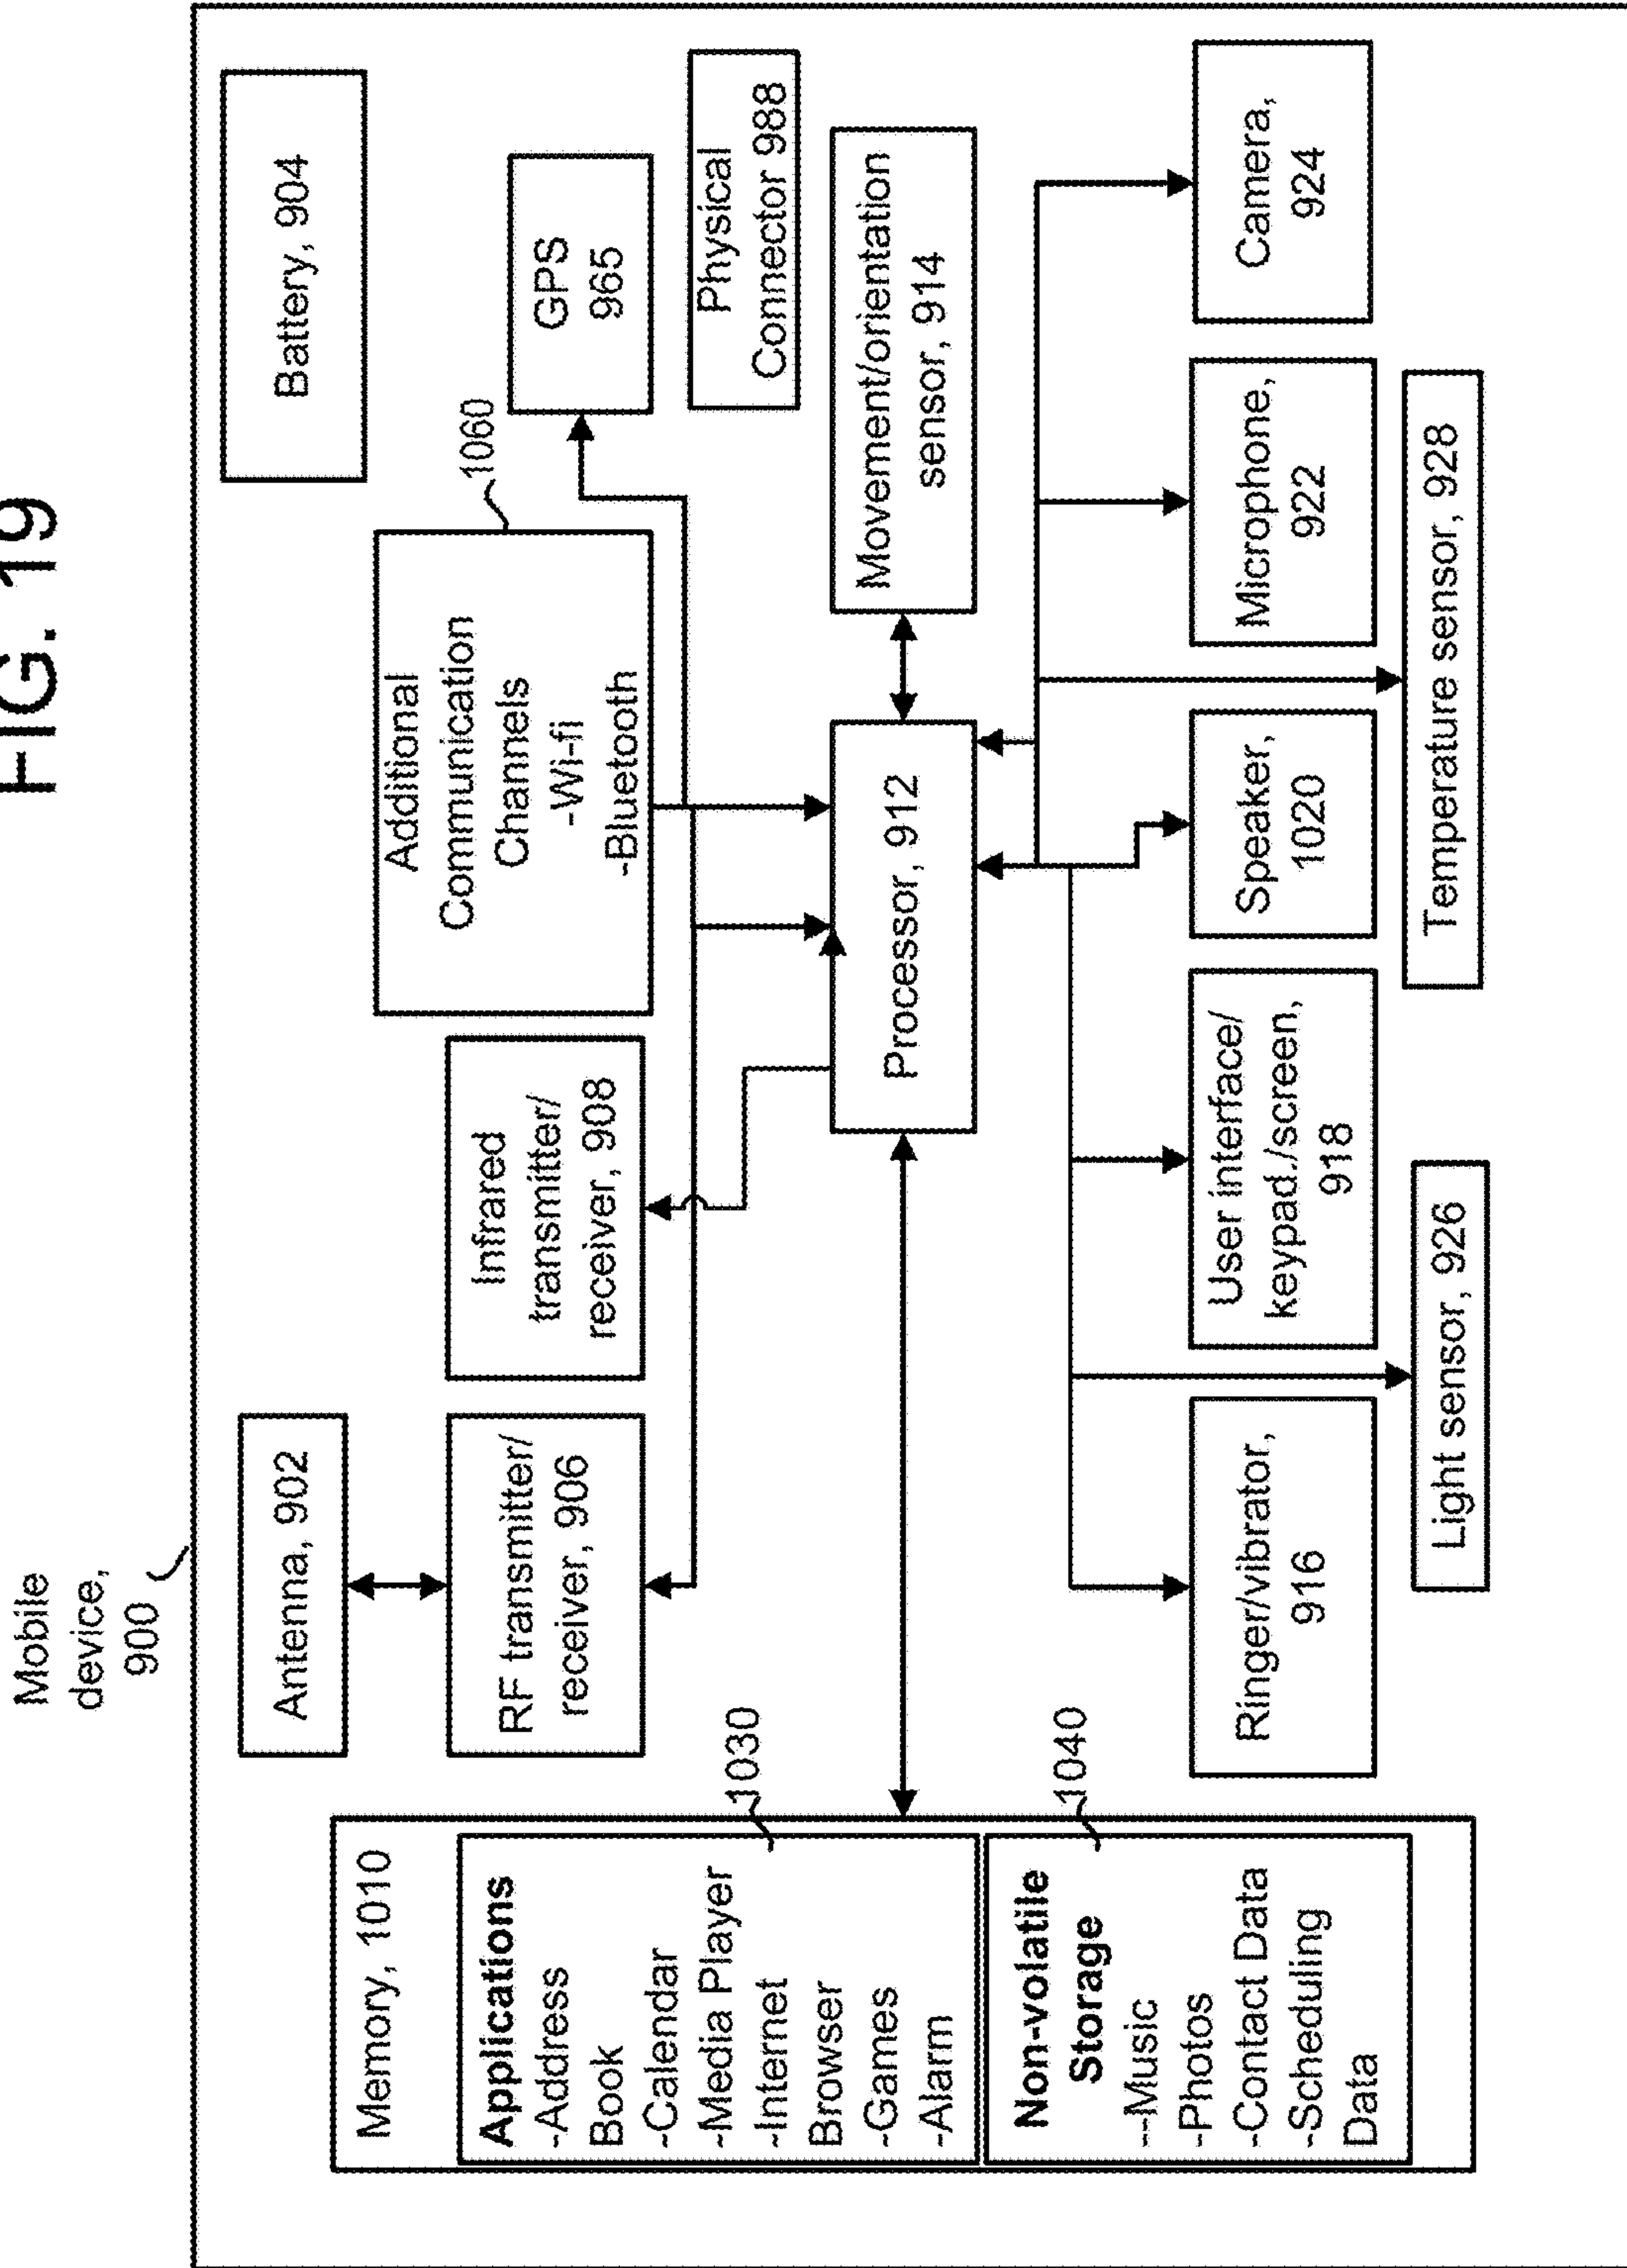 FIG. 19
Mobile
device,
900
Memory, 1010
Applications
-Address
Book
-Calendar
-Media Player
-Internet
Browser
-Games
-Alarm
1030
Non-volatile
Storage
--Music
-Photos
-Contact Data
-Scheduling
Data
1040
Antenna, 902
RF transmitter/
receiver, 906
Infrared
transmitter/
receiver, 908
Additional
Communication
Channels
-Wi-fi
-Bluetooth
1060
Battery, 904
GPS
965
Physical
Connector 988
Processor, 912
Movement/orientation
sensor, 914
Ringer/vibrator,
916
User interface/
keypad./screen,
918
Speaker,
1020
Microphone,
922
Camera,
924
Light sensor, 926
Temperature sensor, 928